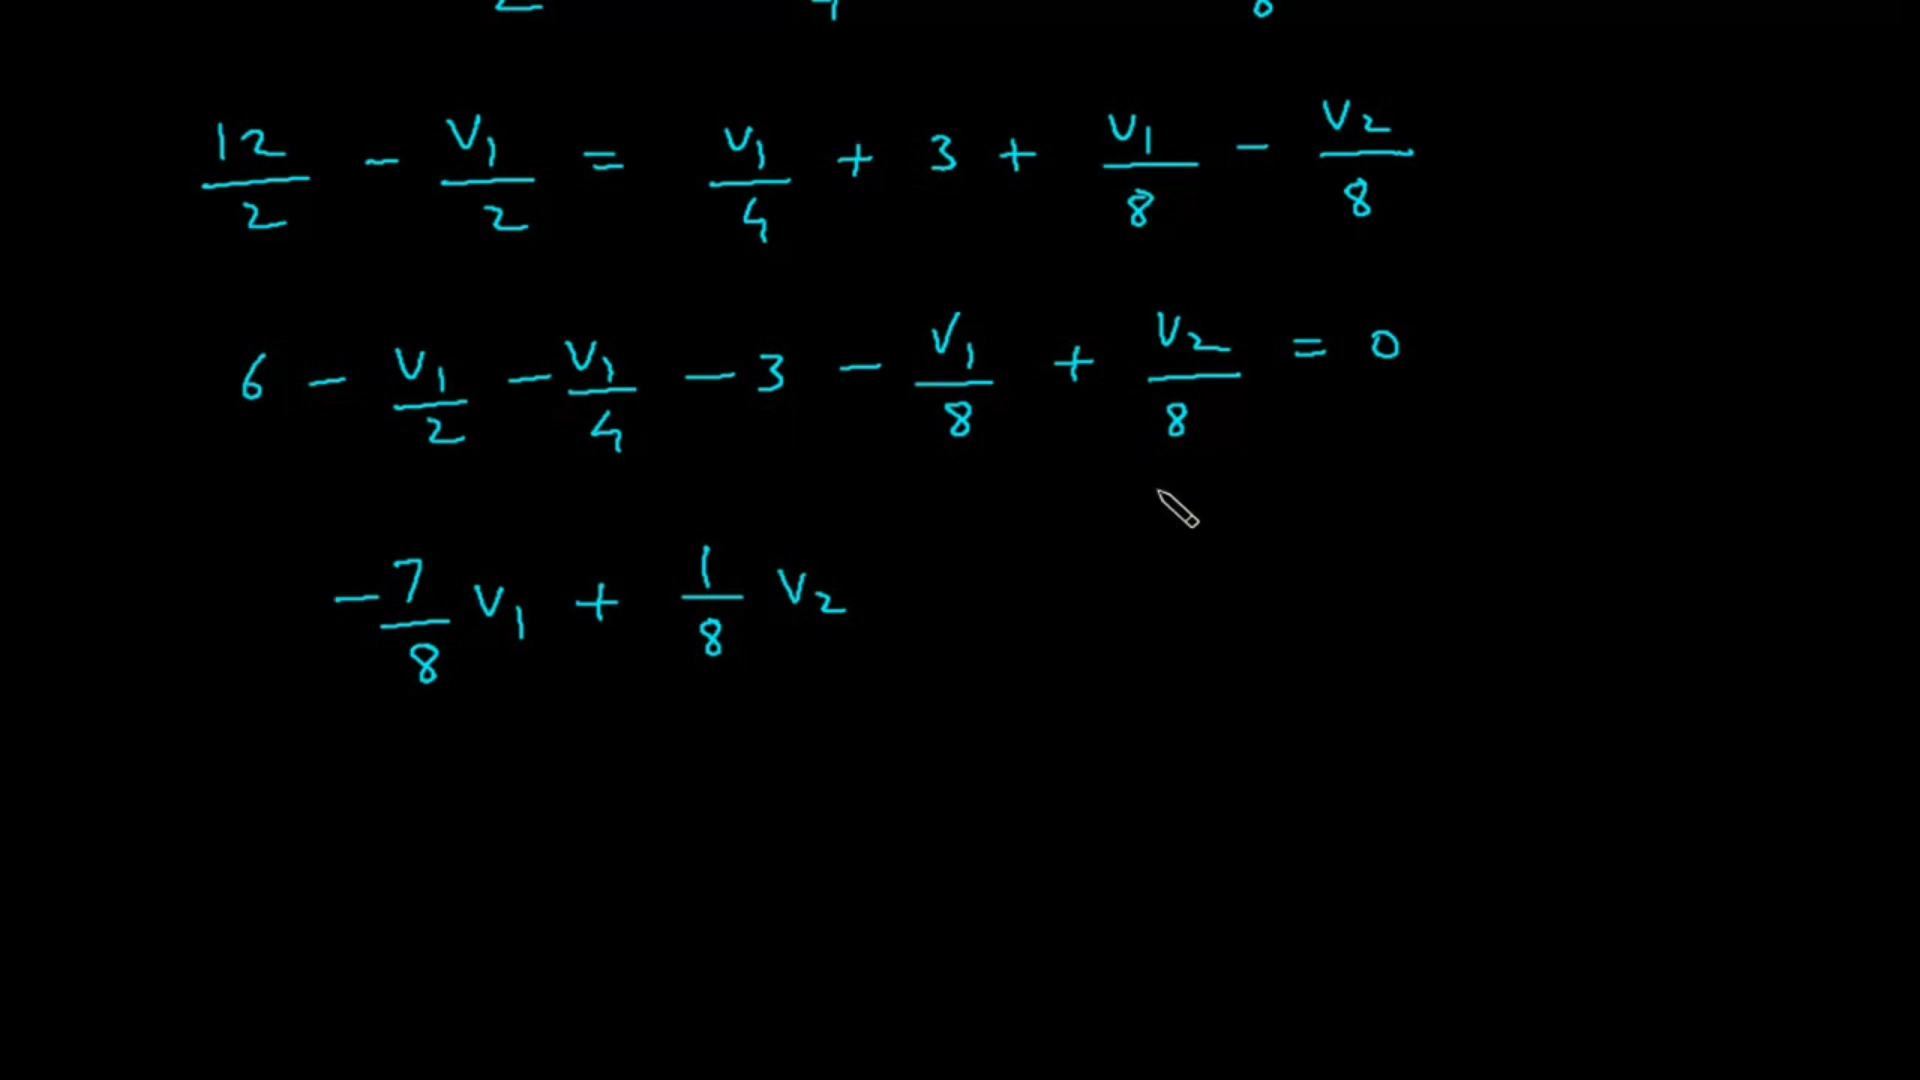 12/2 - V₁/2 = V₁/4 + 3 + V₁/8 - V₂/8
6 - V₁/2 - V₁/4 - 3 - V₁/8 + V₂/8 = 0
-7/8 V₁ + 1/8 V₂